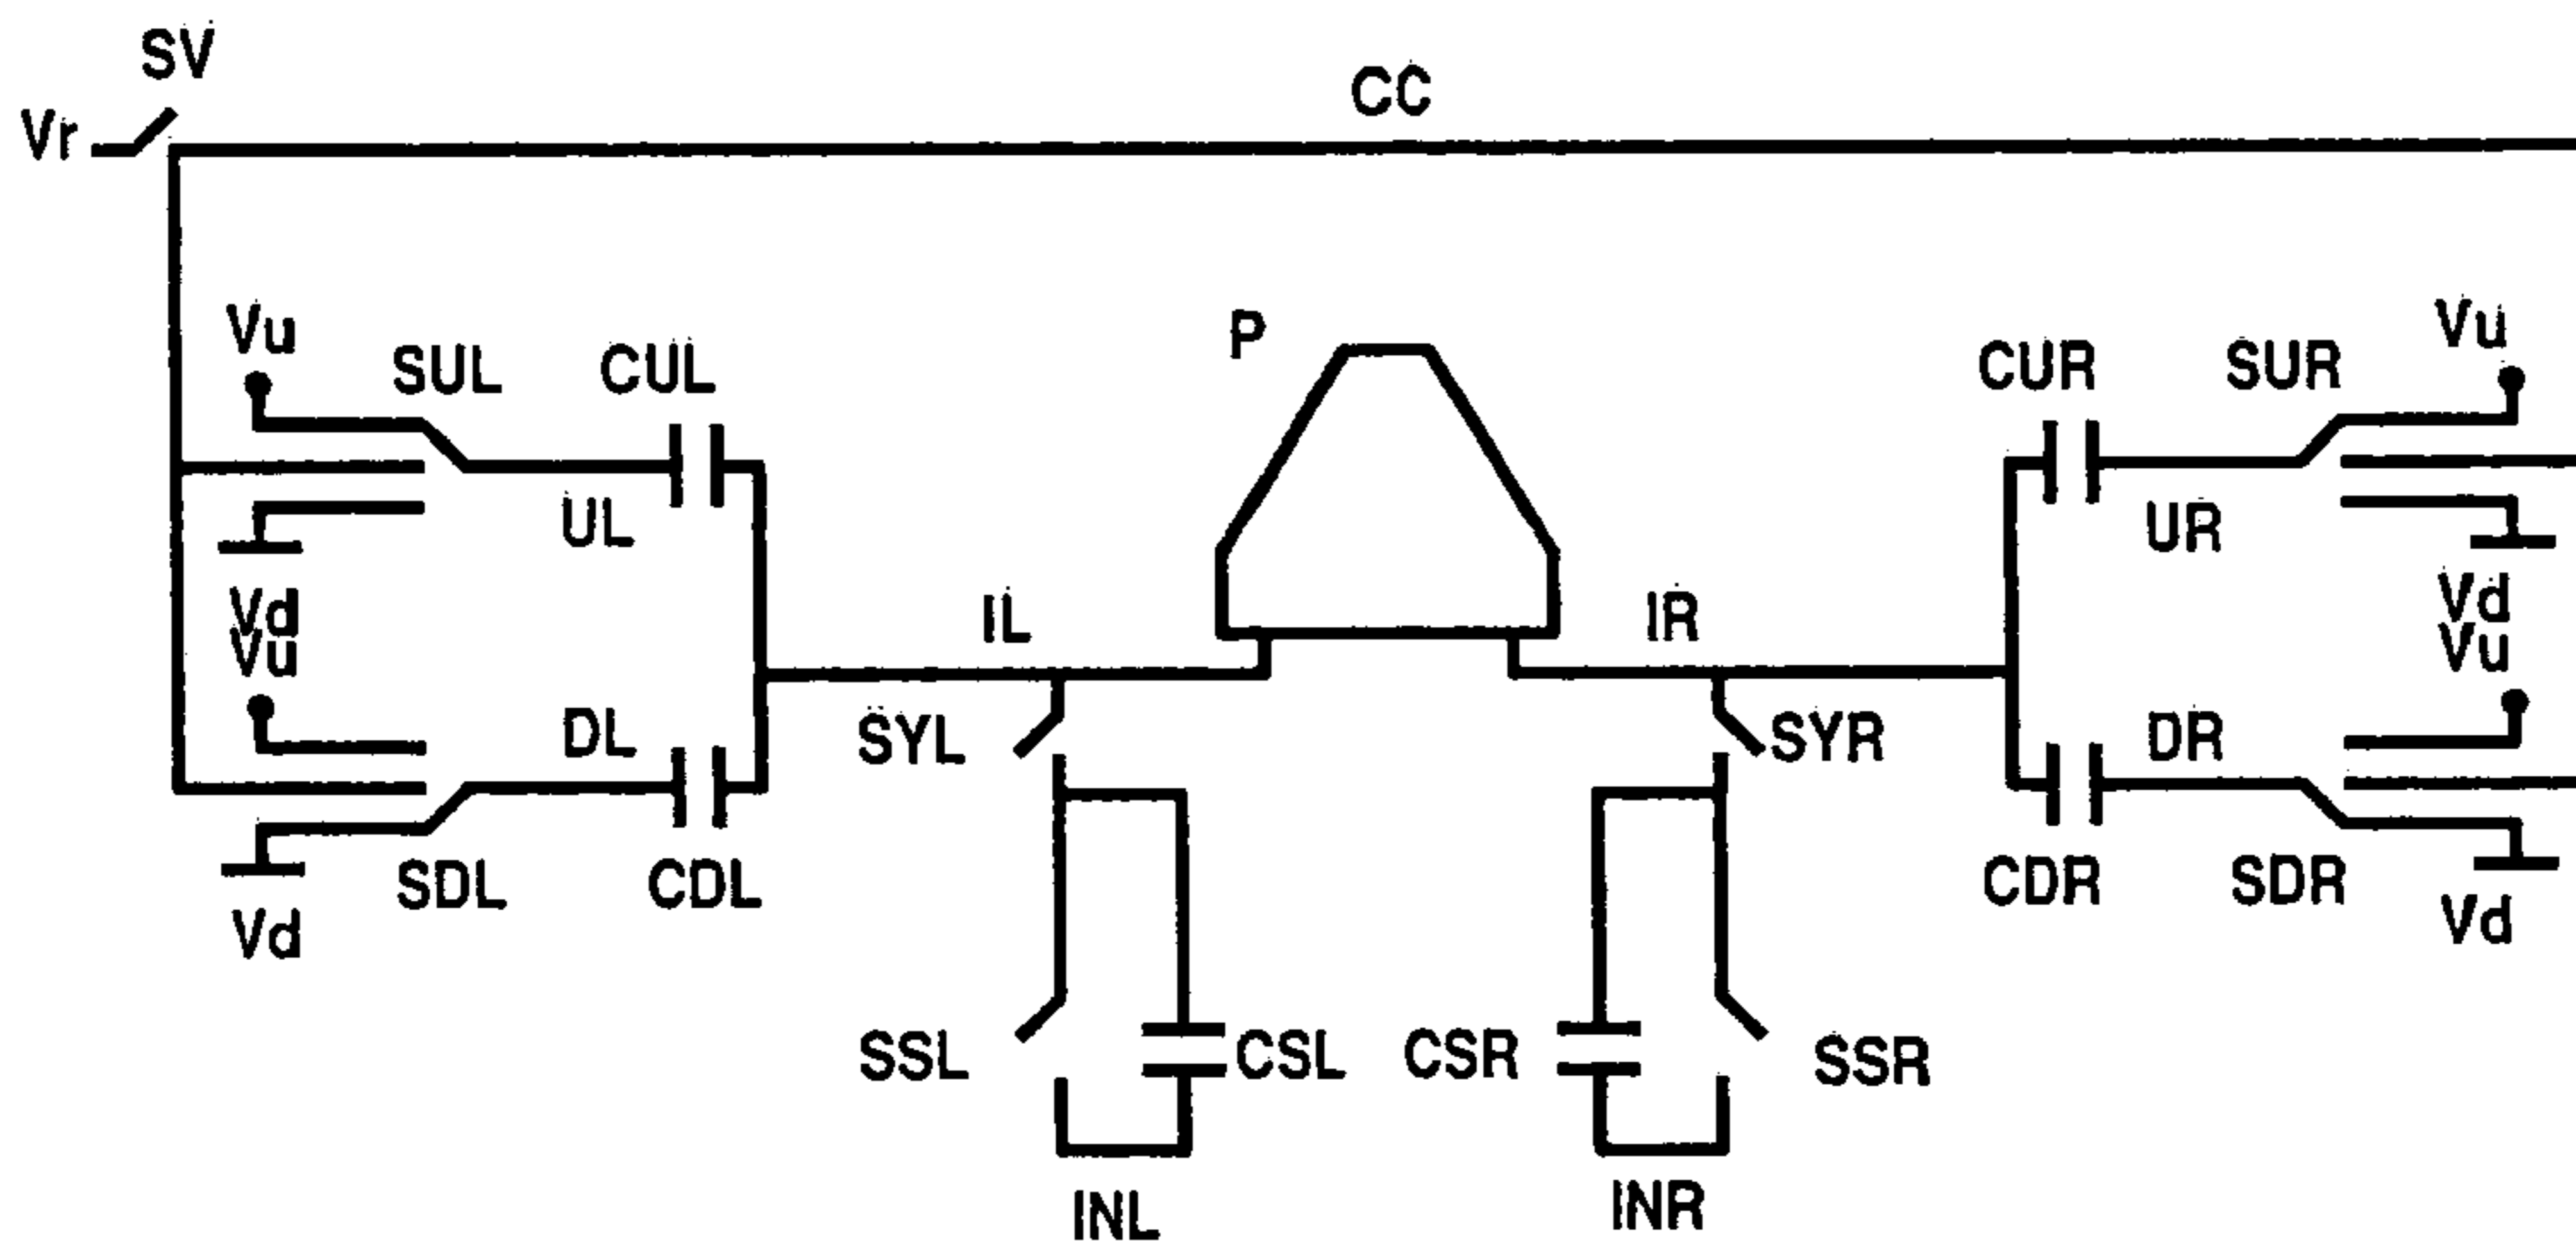 SV
CC
Vr
Vu
SUL
CUL
P
CUR
SUR
Vu
UL
UR
Vd
Vu
IL
IR
Vd
Vu
DL
SYL
SYR
DR
SDL
CDL
CDR
SDR
Vd
Vd
SSL
CSL
CSR
SSR
INL
INR